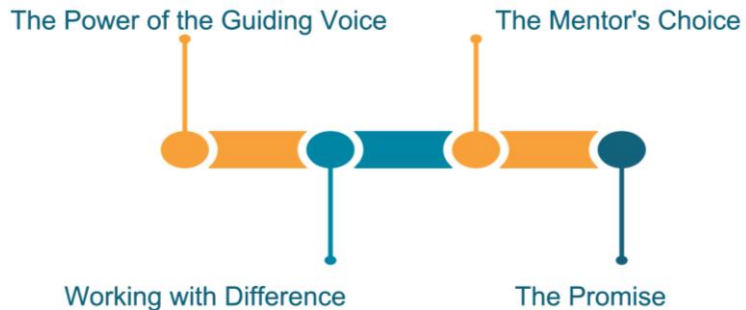 The Power of the Guiding Voice
The Mentor's Choice
Working with Difference
The Promise